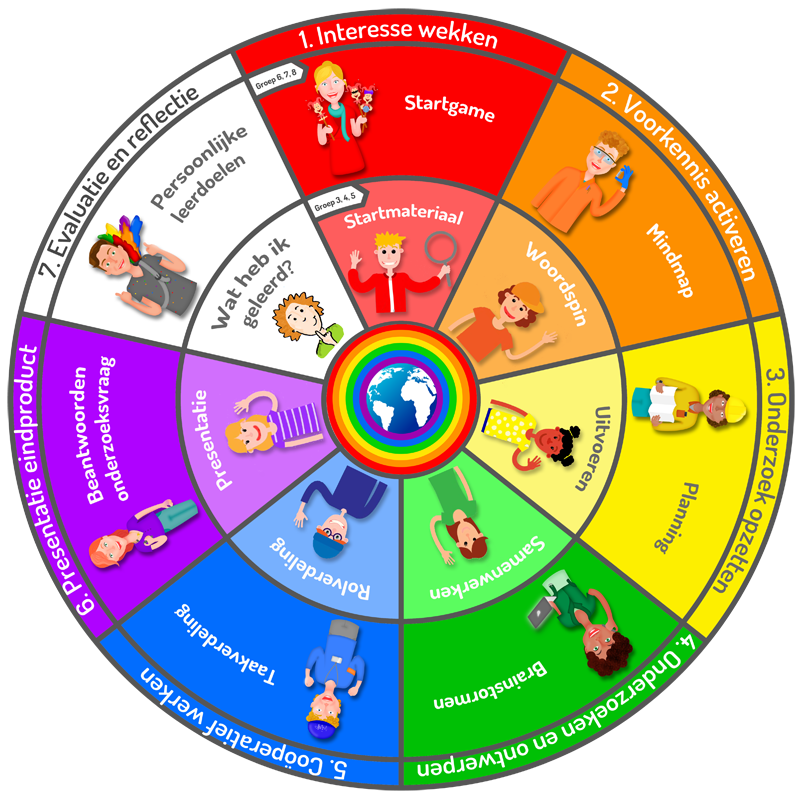 1. Interesse wekken
Groep 6, 7, 8
Startgame
Groep 3, 4, 5
Startmateriaal
2. Voorkennis activeren
Mindmap
Woordspin
3. Onderzoek opzetten
Planning
Uitvoeren
4. Onderzoeken en ontwerpen
Brainstormen
Samenwerken
5. Coöperatief werken
Taakverdeling
Rolverdeling
6. Presentatie eindproduct
Beantwoorden
onderzoeksvraag
Presentatie
7. Evaluatie en reflectie
Persoonlijke
leerdoelen
Wat heb ik
geleerd?